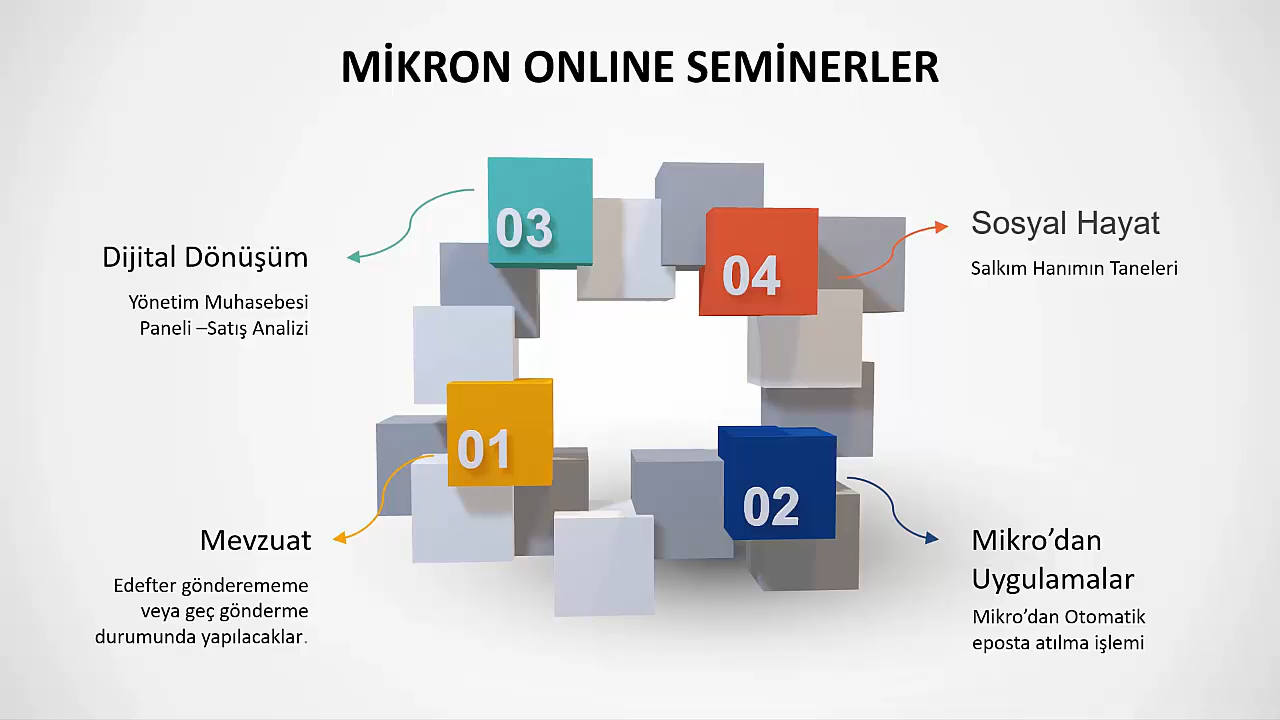 MİKRON ONLINE SEMİNERLER
03
Dijital Dönüşüm
Yönetim Muhasebesi
Paneli –Satış Analizi
04
Sosyal Hayat
Salkım Hanımın Taneleri
01
Mevzuat
Edefter gönderememe
veya geç gönderme
durumunda yapılacaklar.
02
Mikro’dan
Uygulamalar
Mikro’dan Otomatik
eposta atılma işlemi